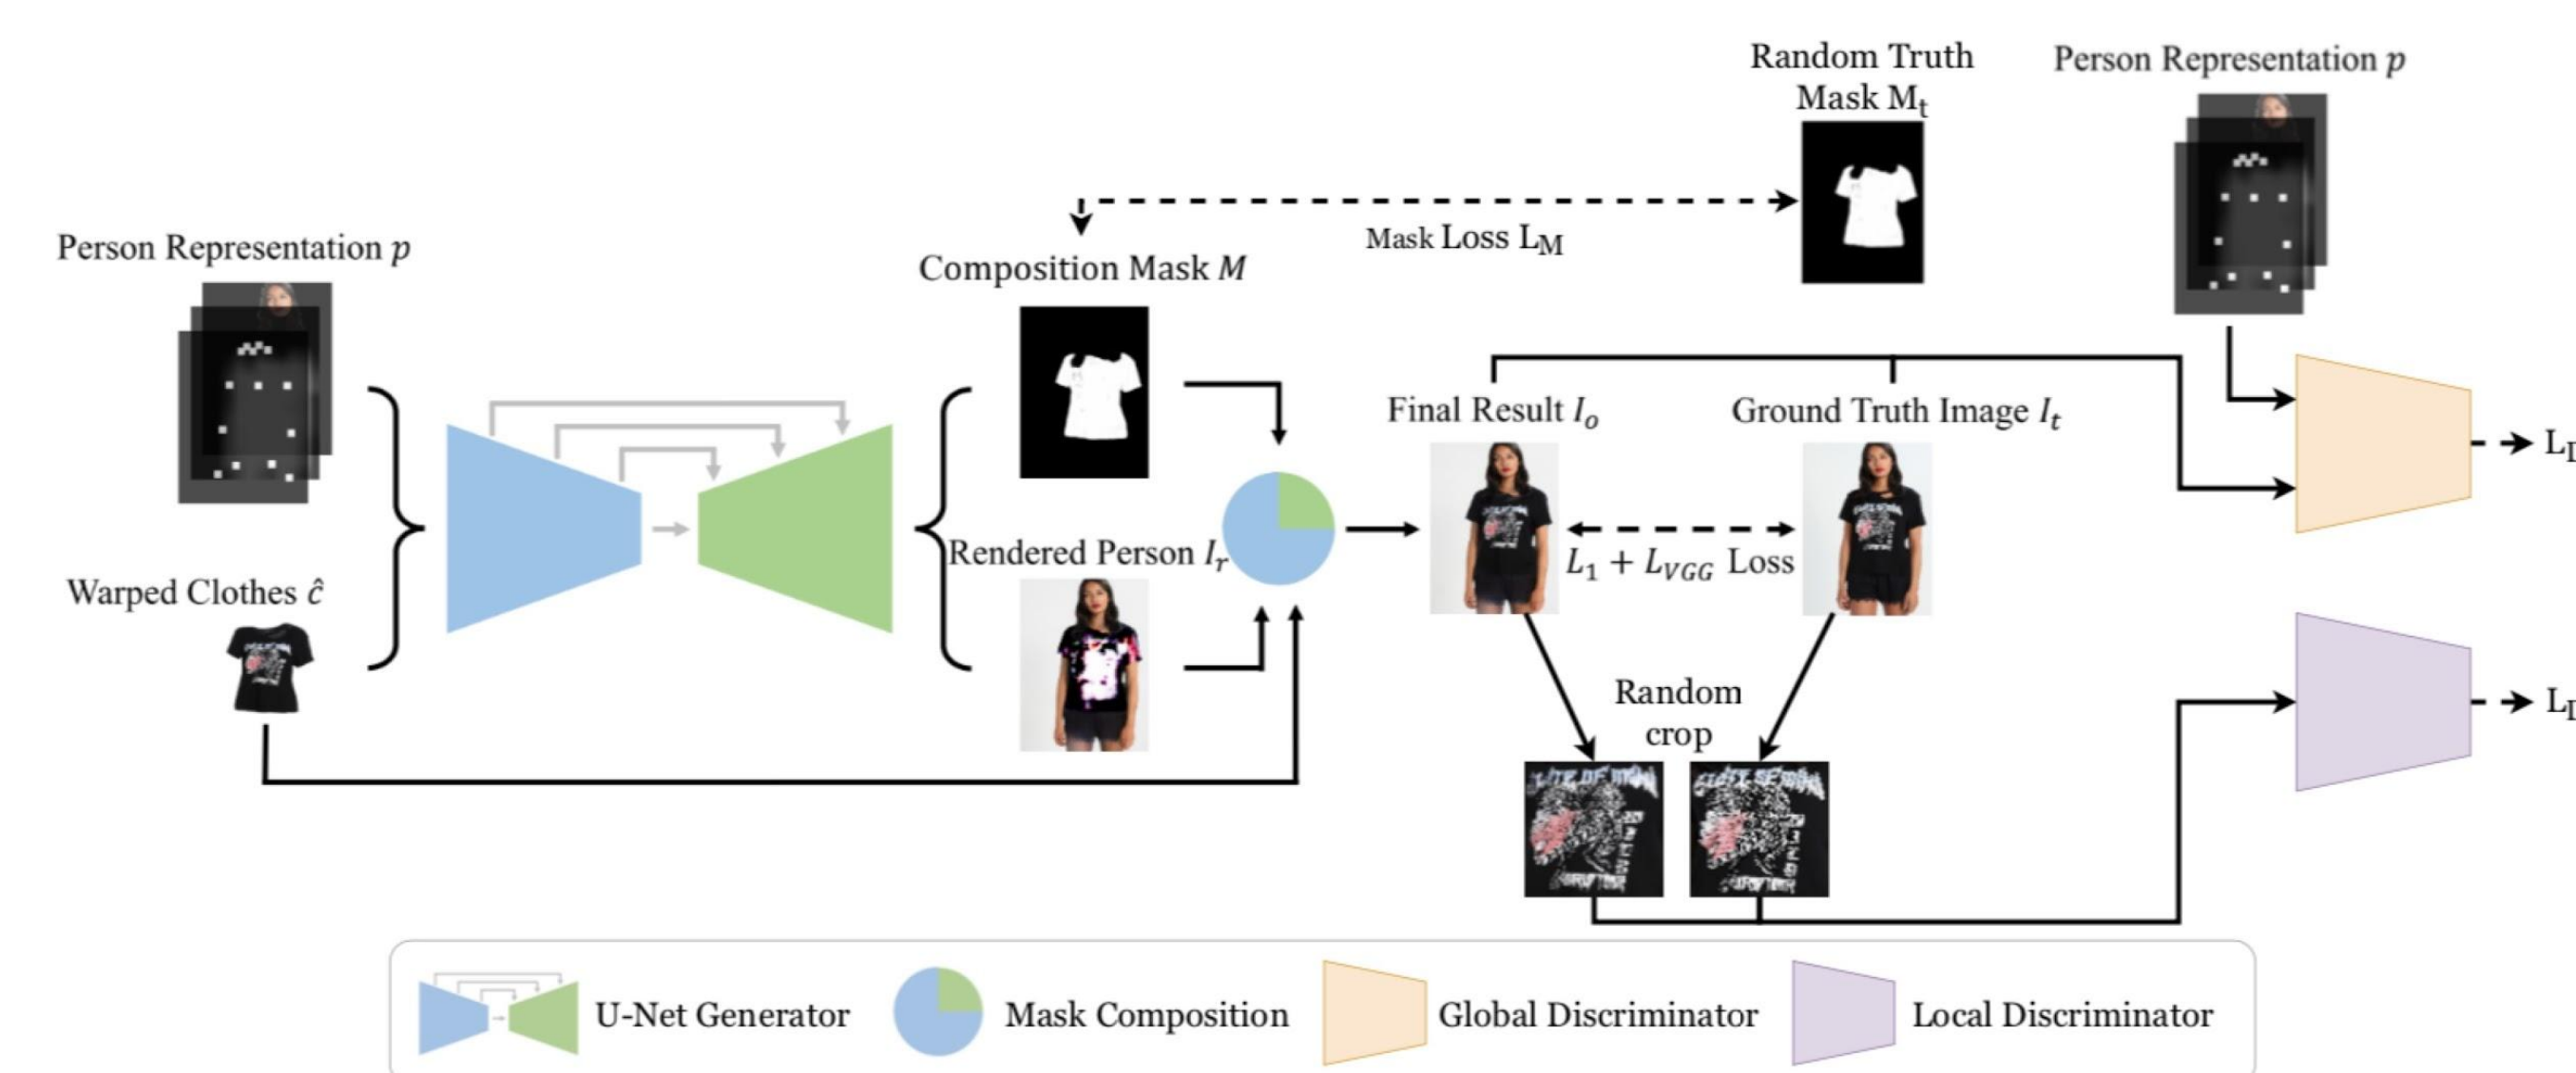 Random Truth
Mask Mt
Person Representation p
Person Representation p
Mask Loss LM
Composition Mask M
Final Result Io
Ground Truth Image It
Rendered Person Ir
L1 + LVGG Loss
Warped Clothes ĉ
Random
crop
U-Net Generator
Mask Composition
Global Discriminator
Local Discriminator